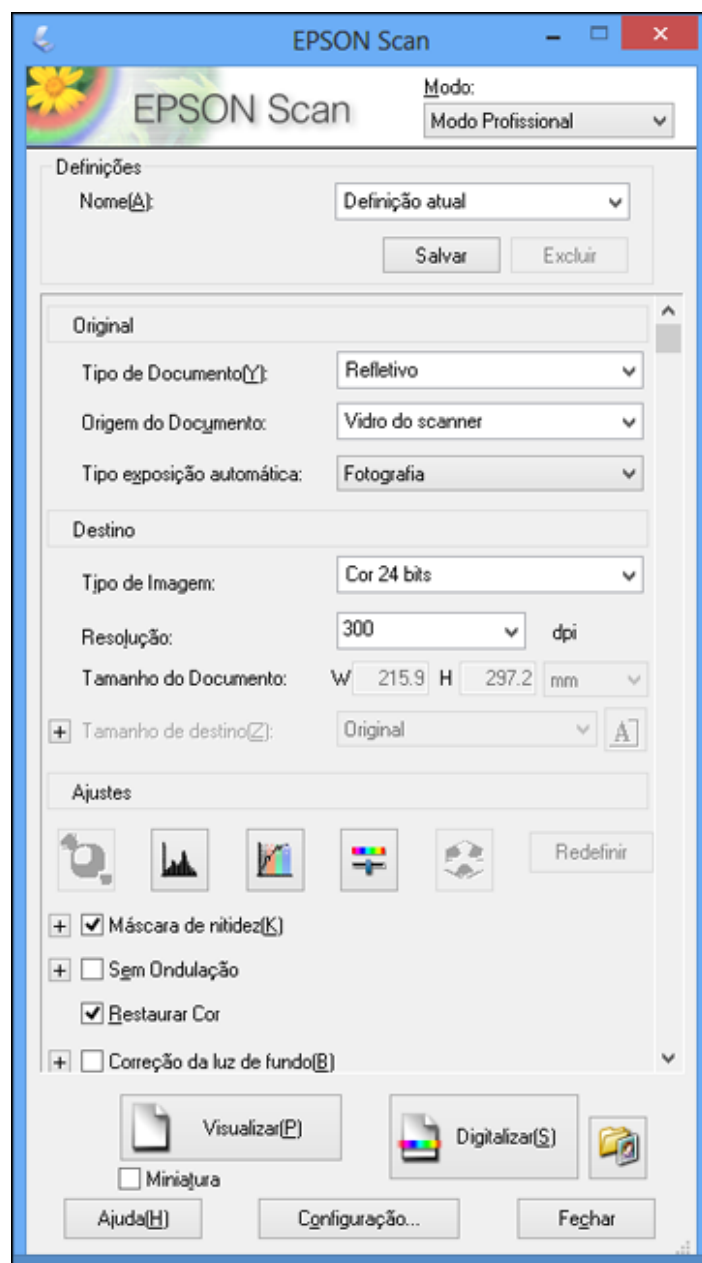 EPSON Scan
EPSON Scan
Modo:
Modo Profissional
Definições
Nome(A): Definição atual
Salvar Excluir
Original
Tipo de Documento(Y): Refletivo
Origem do Documento: Vidro do scanner
Tipo exposição automática: Fotografia
Destino
Tipo de Imagem: Cor 24 bits
Resolução: 300 dpi
Tamanho do Documento: W 215.9 H 297.2 mm
Tamanho de destino(Z): Original A
Ajustes
Redefinir
Máscara de nitidez(K)
Sem Ondulação
Restaurar Cor
Correção da luz de fundo(B)
Visualizar(P) Digitalizar(S)
Miniatura
Ajuda(H) Configuração... Fechar